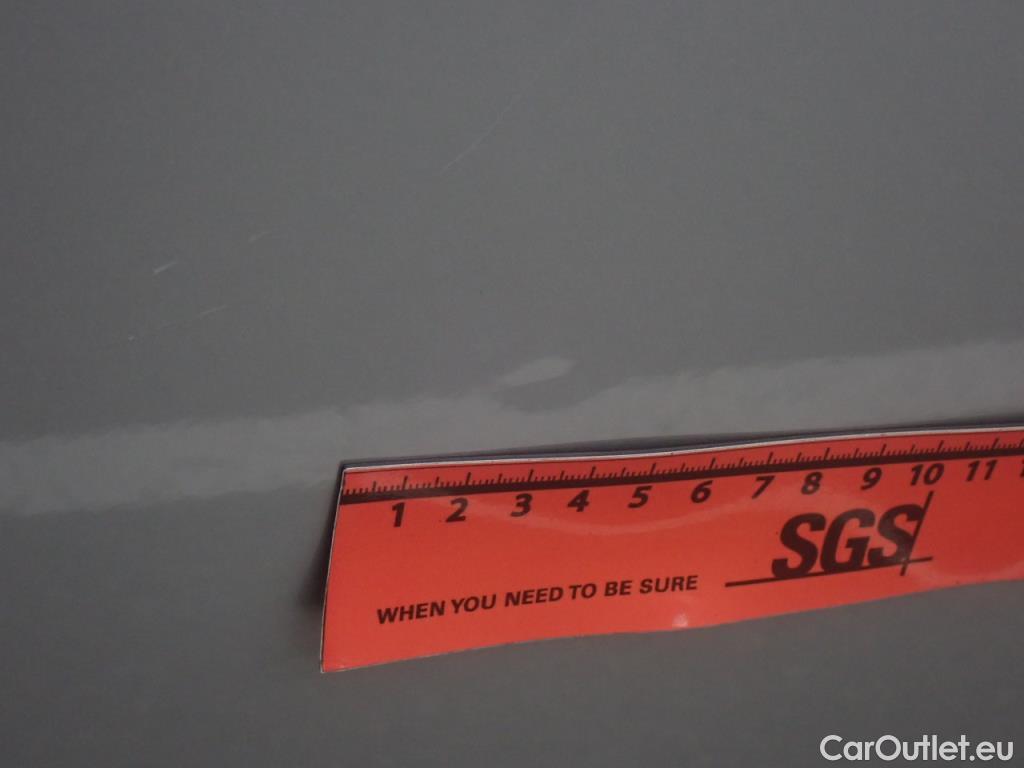 1 2 3 4 5 6 7 8 9 10 11
SGS
WHEN YOU NEED TO BE SURE
CarOutlet.eu